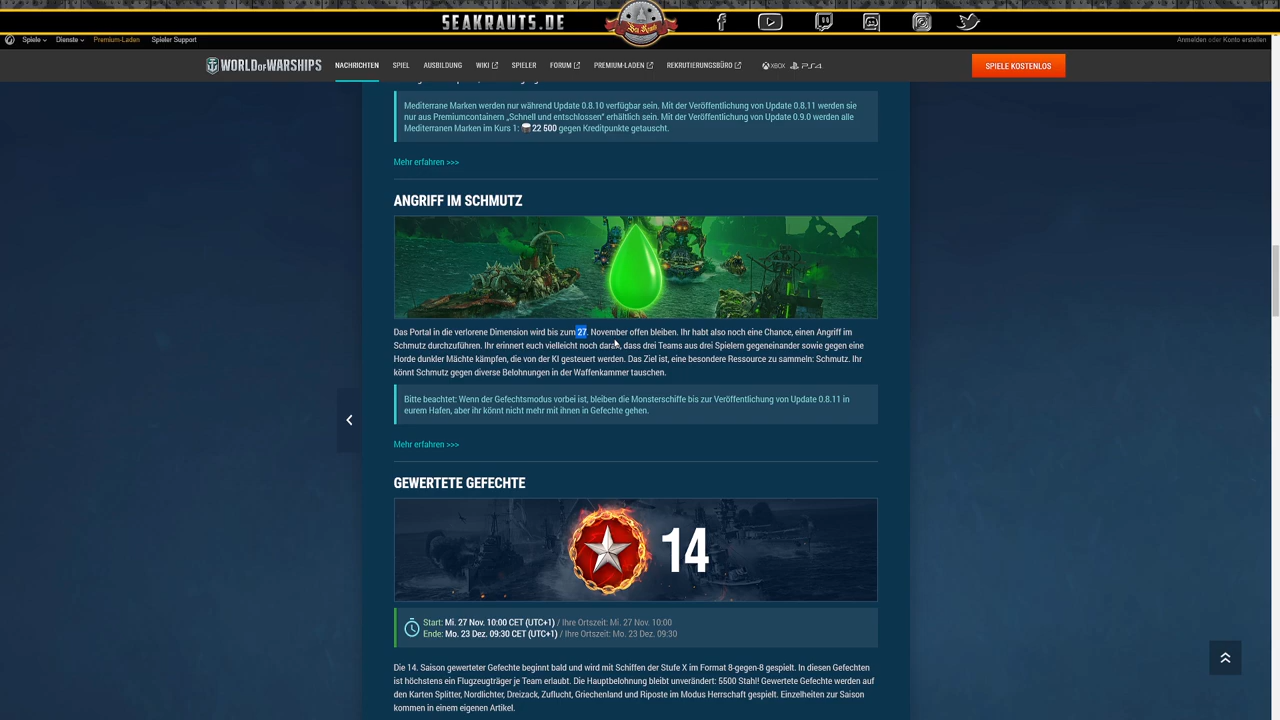 SEAKRAUTS.DE
Spiele Dienste Premium-Laden Spieler Support
Anmelden oder Konto erstellen
WORLD OF WARSHIPS NACHRICHTEN SPIEL AUSBILDUNG WIKI SPIELER FORUM PREMIUM-LADEN REKRUTIERUNGSBÜRO XBOX PS4 SPIELE KOSTENLOS
Mediterrane Marken werden nur während Update 0.8.10 verfügbar sein. Mit der Veröffentlichung von Update 0.8.11 werden sie
nur aus Premiumcontainern „Schnell und entschlossen" erhältlich sein. Mit der Veröffentlichung von Update 0.9.0 werden alle
Mediterranen Marken im Kurs 1: 22 500 gegen Kreditpunkte getauscht.
Mehr erfahren >>>
ANGRIFF IM SCHMUTZ
Das Portal in die verlorene Dimension wird bis zum 27. November offen bleiben. Ihr habt also noch eine Chance, einen Angriff im
Schmutz durchzuführen. Ihr erinnert euch vielleicht noch daran, dass drei Teams aus drei Spielern gegeneinander sowie gegen eine
Horde dunkler Mächte kämpfen, die von der KI gesteuert werden. Das Ziel ist, eine besondere Ressource zu sammeln: Schmutz. Ihr
könnt Schmutz gegen diverse Belohnungen in der Waffenkammer tauschen.
Bitte beachtet: Wenn der Gefechtsmodus vorbei ist, bleiben die Monsterschiffe bis zur Veröffentlichung von Update 0.8.11 in
eurem Hafen, aber ihr könnt nicht mehr mit ihnen in Gefechte gehen.
Mehr erfahren >>>
GEWERTETE GEFECHTE
14
Start: Mi. 27 Nov. 10:00 CET (UTC+1) / Ihre Ortszeit: Mi. 27 Nov. 10:00
Ende: Mo. 23 Dez. 09:30 CET (UTC+1) / Ihre Ortszeit: Mo. 23 Dez. 09:30
Die 14. Saison gewerteter Gefechte beginnt bald und wird mit Schiffen der Stufe X im Format 8-gegen-8 gespielt. In diesen Gefechten
ist höchstens ein Flugzeugträger je Team erlaubt. Die Hauptbelohnung bleibt unverändert: 5500 Stahl! Gewertete Gefechte werden auf
den Karten Splitter, Nordlichter, Dreizack, Zuflucht, Griechenland und Riposte im Modus Herrschaft gespielt. Einzelheiten zur Saison
kommen in einem eigenen Artikel.